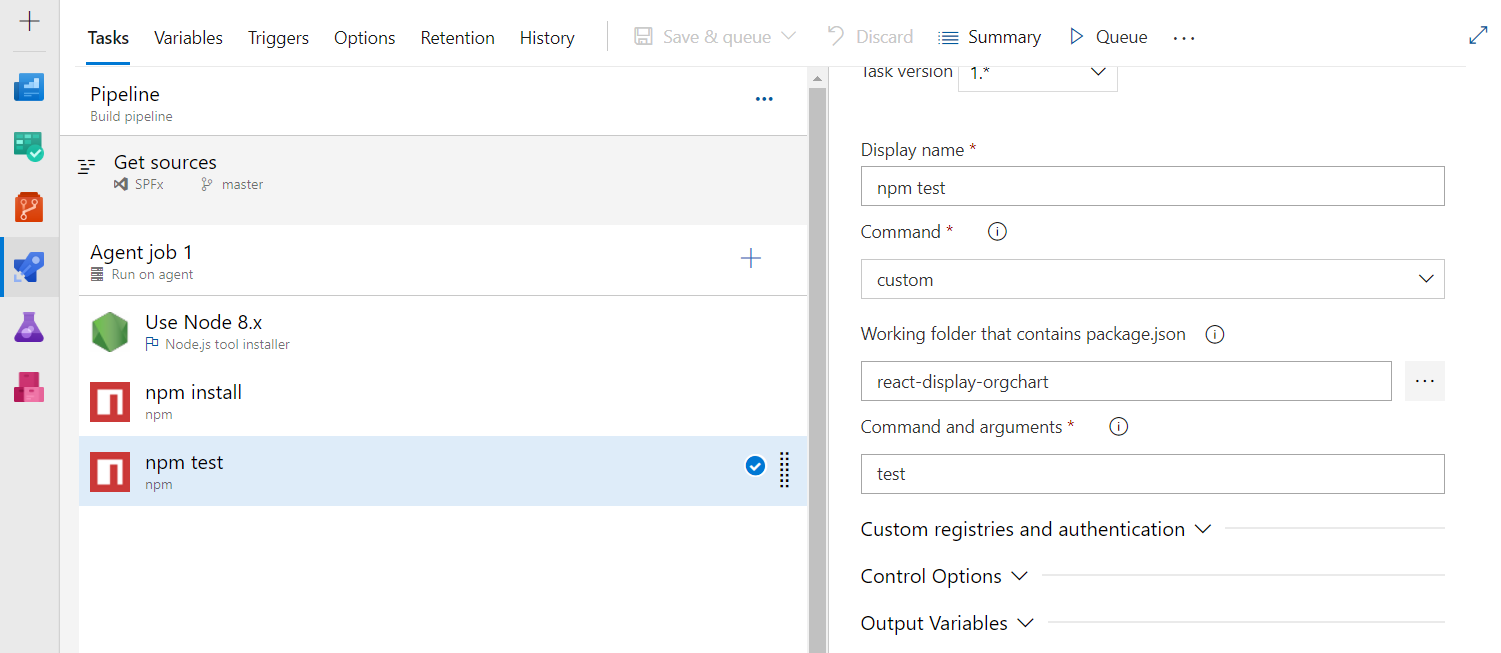 Tasks Variables Triggers Options Retention History Save & queue Discard Summary Queue ...
Pipeline
Build pipeline
...
Get sources
SPFx master
Agent job 1
Run on agent
Use Node 8.x
Node.js tool installer
npm install
npm
npm test
npm
Task version 1.*
Display name *
npm test
Command *
custom
Working folder that contains package.json
react-display-orgchart
...
Command and arguments *
test
Custom registries and authentication
Control Options
Output Variables